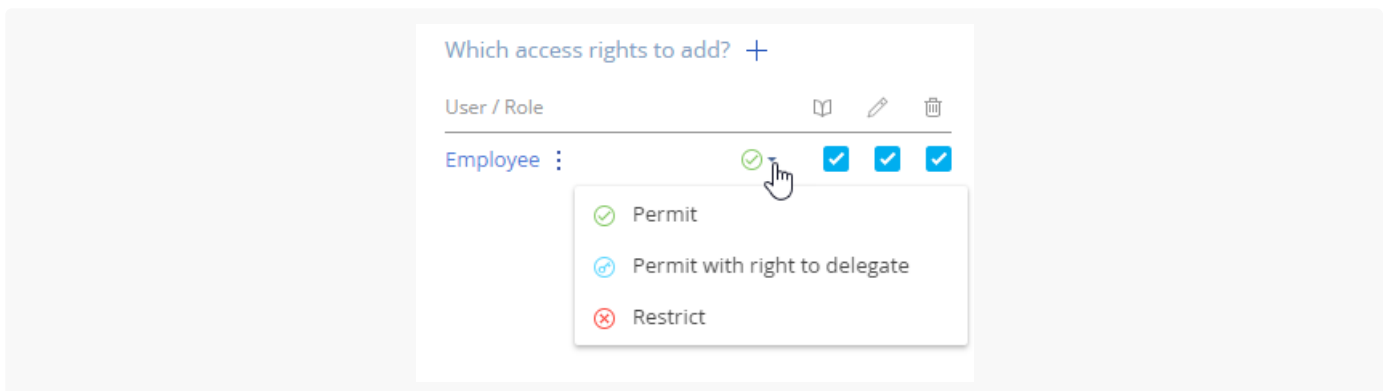 Which access rights to add? +
User / Role
Employee
Permit
Permit with right to delegate
Restrict